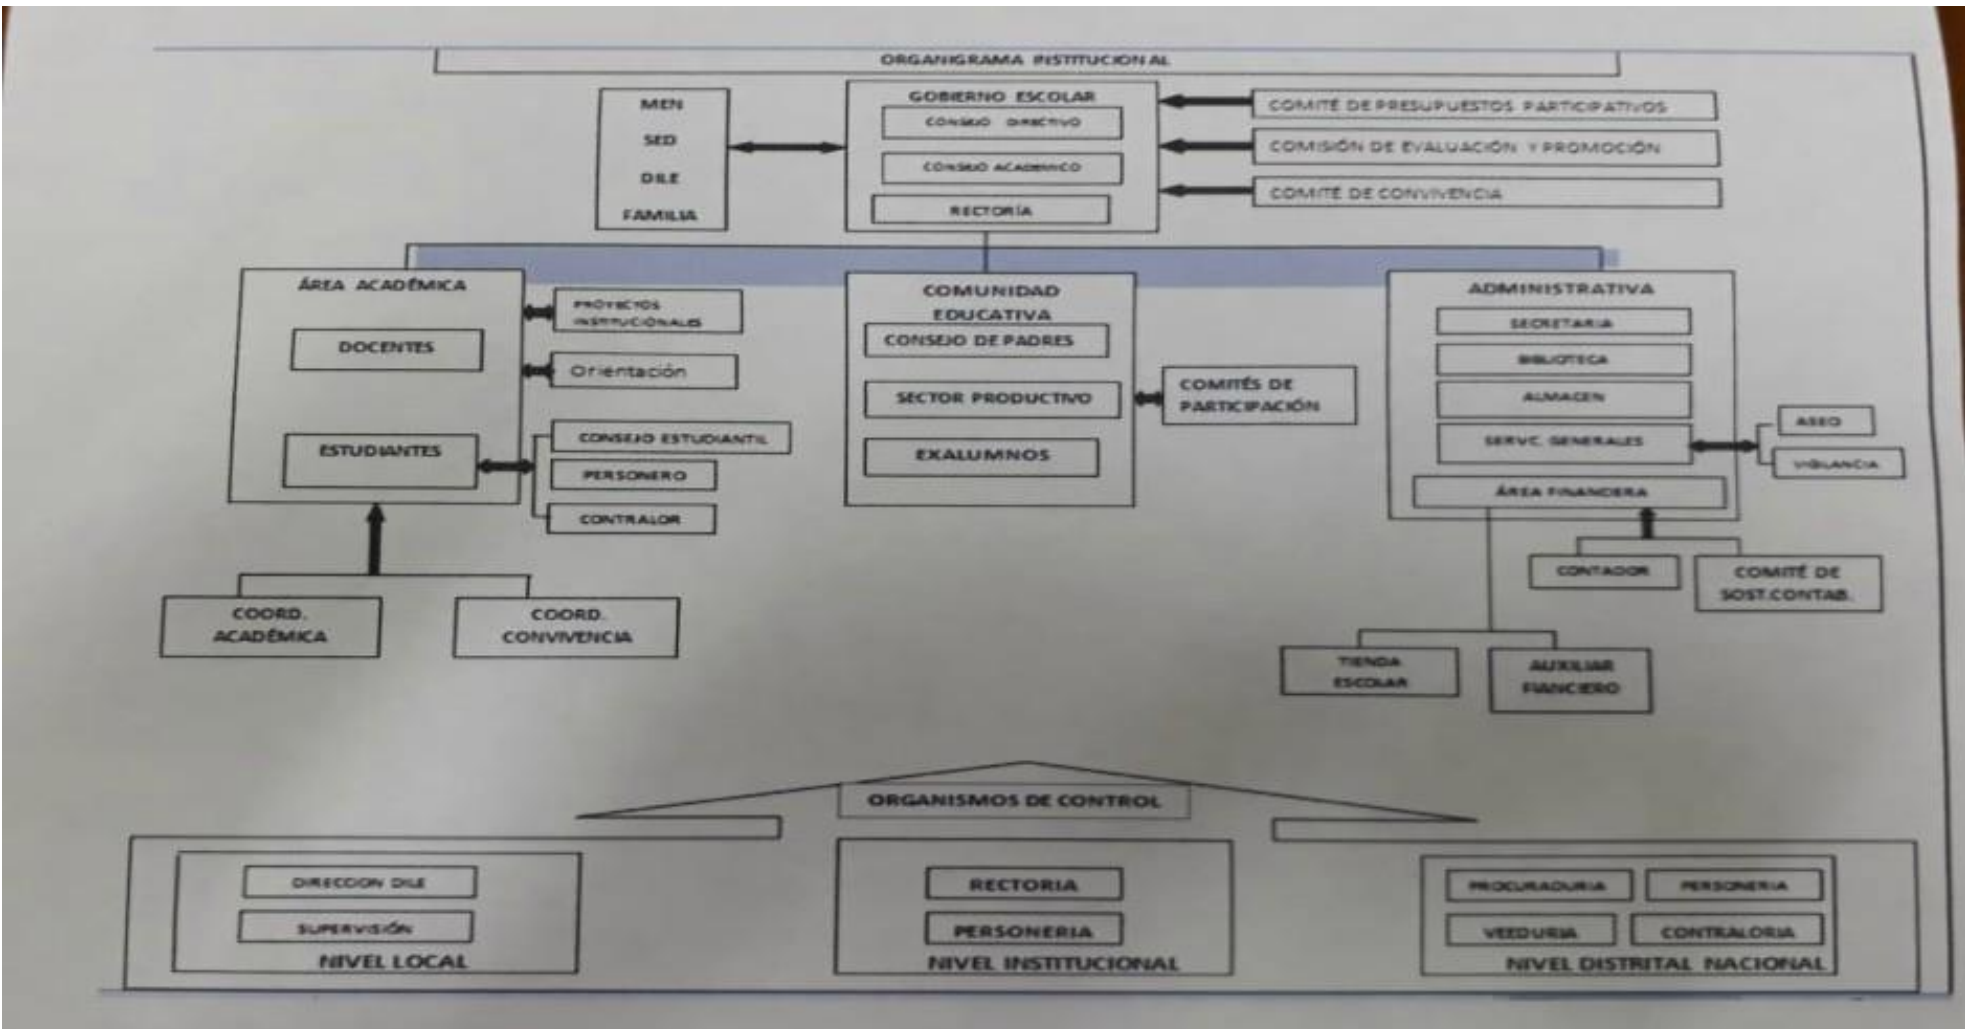 ORGANIGRAMA INSTITUCIONAL
MEN
SED
DILE
FAMILIA
GOBIERNO ESCOLAR
CONSEJO DIRECTIVO
CONSEJO ACADEMICO
RECTORÍA
COMITÉ DE PRESUPUESTOS PARTICIPATIVOS
COMISIÓN DE EVALUACIÓN Y PROMOCIÓN
COMITÉ DE CONVIVENCIA
ÁREA ACADÉMICA
DOCENTES
ESTUDIANTES
PROYECTOS
INSTITUCIONALES
Orientación
CONSEJO ESTUDIANTIL
PERSONERO
CONTRALOR
COORD.
ACADÉMICA
COORD.
CONVIVENCIA
COMUNIDAD
EDUCATIVA
CONSEJO DE PADRES
SECTOR PRODUCTIVO
EXALUMNOS
COMITÉS DE
PARTICIPACIÓN
ADMINISTRATIVA
SECRETARIA
BIBLIOTECA
ALMACEN
SERVC. GENERALES
ÁREA FINANCERA
ASEO
VIGILANCIA
CONTADOR
COMITÉ DE
SOST.CONTAB.
TIENDA
ESCOLAR
AUXILIAR
FIANCIERO
ORGANISMOS DE CONTROL
DIRECCION DILE
SUPERVISIÓN
NIVEL LOCAL
RECTORIA
PERSONERIA
NIVEL INSTITUCIONAL
PROCURADURIA
PERSONERIA
VEEDURIA
CONTRALORIA
NIVEL DISTRITAL NACIONAL